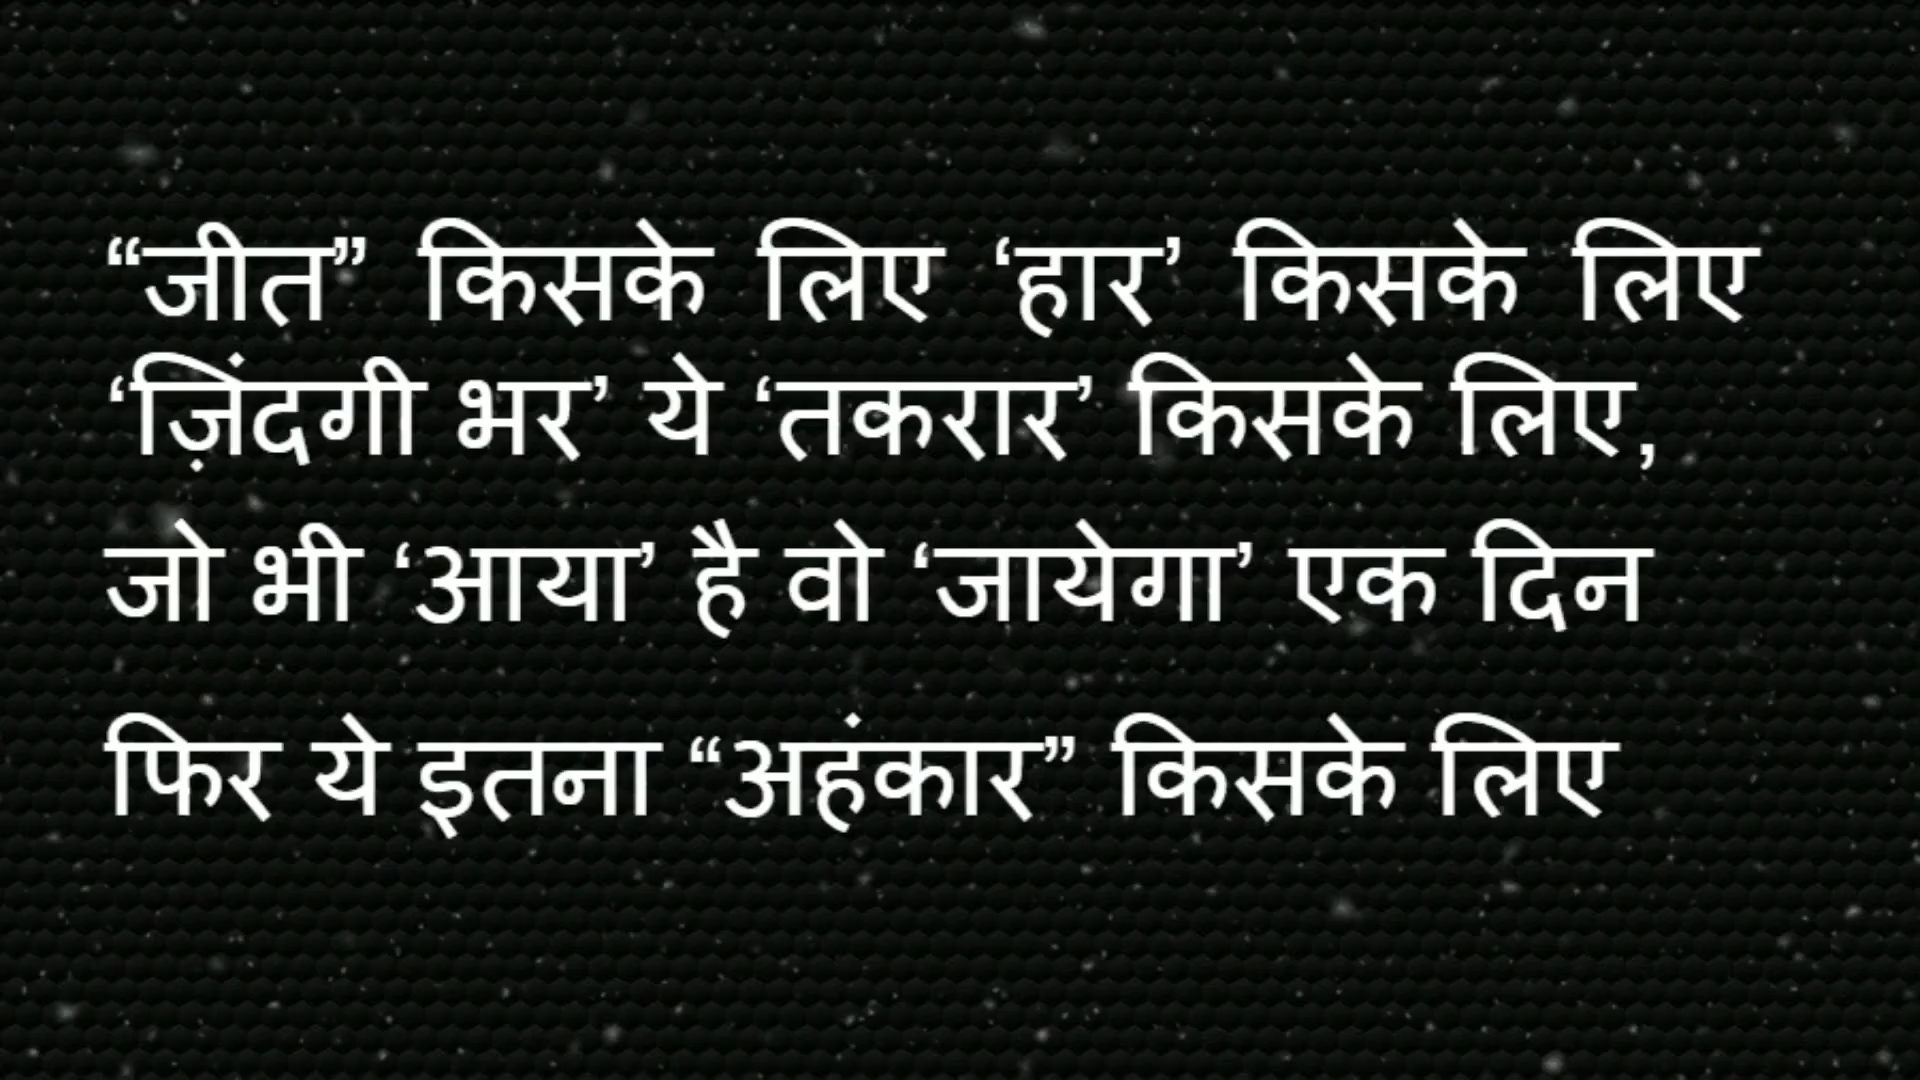 “जीत” किसके लिए ‘हार’ किसके लिए
‘ज़िंदगी भर’ ये ‘तकरार’ किसके लिए,
जो भी ‘आया’ है वो ‘जायेगा’ एक दिन
फिर ये इतना “अहंकार” किसके लिए